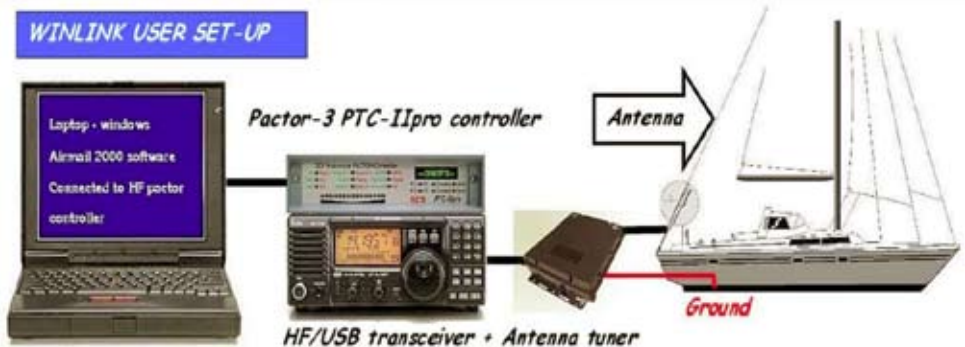 WINLINK USER SET-UP
Laptop - windows
Airmail 2000 software
Connected to HF pactor
controller
Pactor-3 PTC-IIpro controller
Antenna
Ground
HF/USB transceiver + Antenna tuner